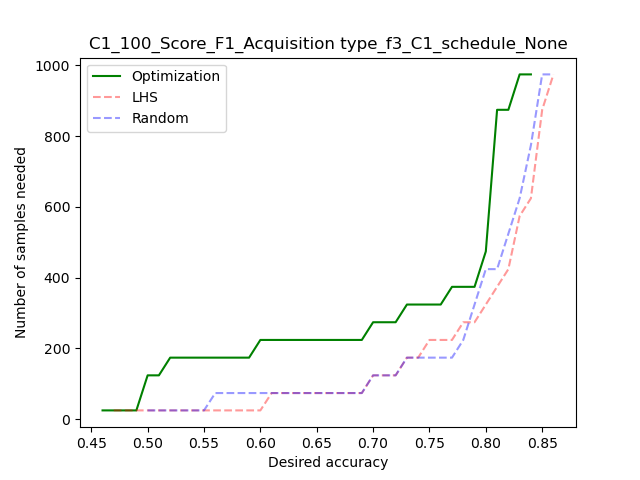 C1_100_Score_F1_Acquisition type_f3_C1_schedule_None
Optimization
LHS
Random
Number of samples needed
1000
800
600
400
200
0
0.45 0.50 0.55 0.60 0.65 0.70 0.75 0.80 0.85
Desired accuracy